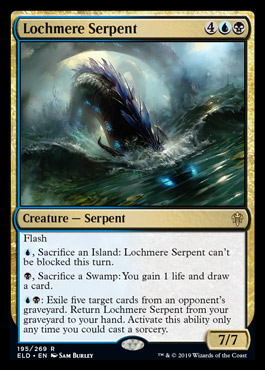 Lochmere Serpent 4
Creature — Serpent
Flash
, Sacrifice an Island: Lochmere Serpent can't
be blocked this turn.
, Sacrifice a Swamp: You gain 1 life and draw
a card.
: Exile five target cards from an opponent's
graveyard. Return Lochmere Serpent from your
graveyard to your hand. Activate this ability only
any time you could cast a sorcery.
7/7
195/269 R
ELD • EN SAM BURLEY
™ & © 2019 Wizards of the Coast